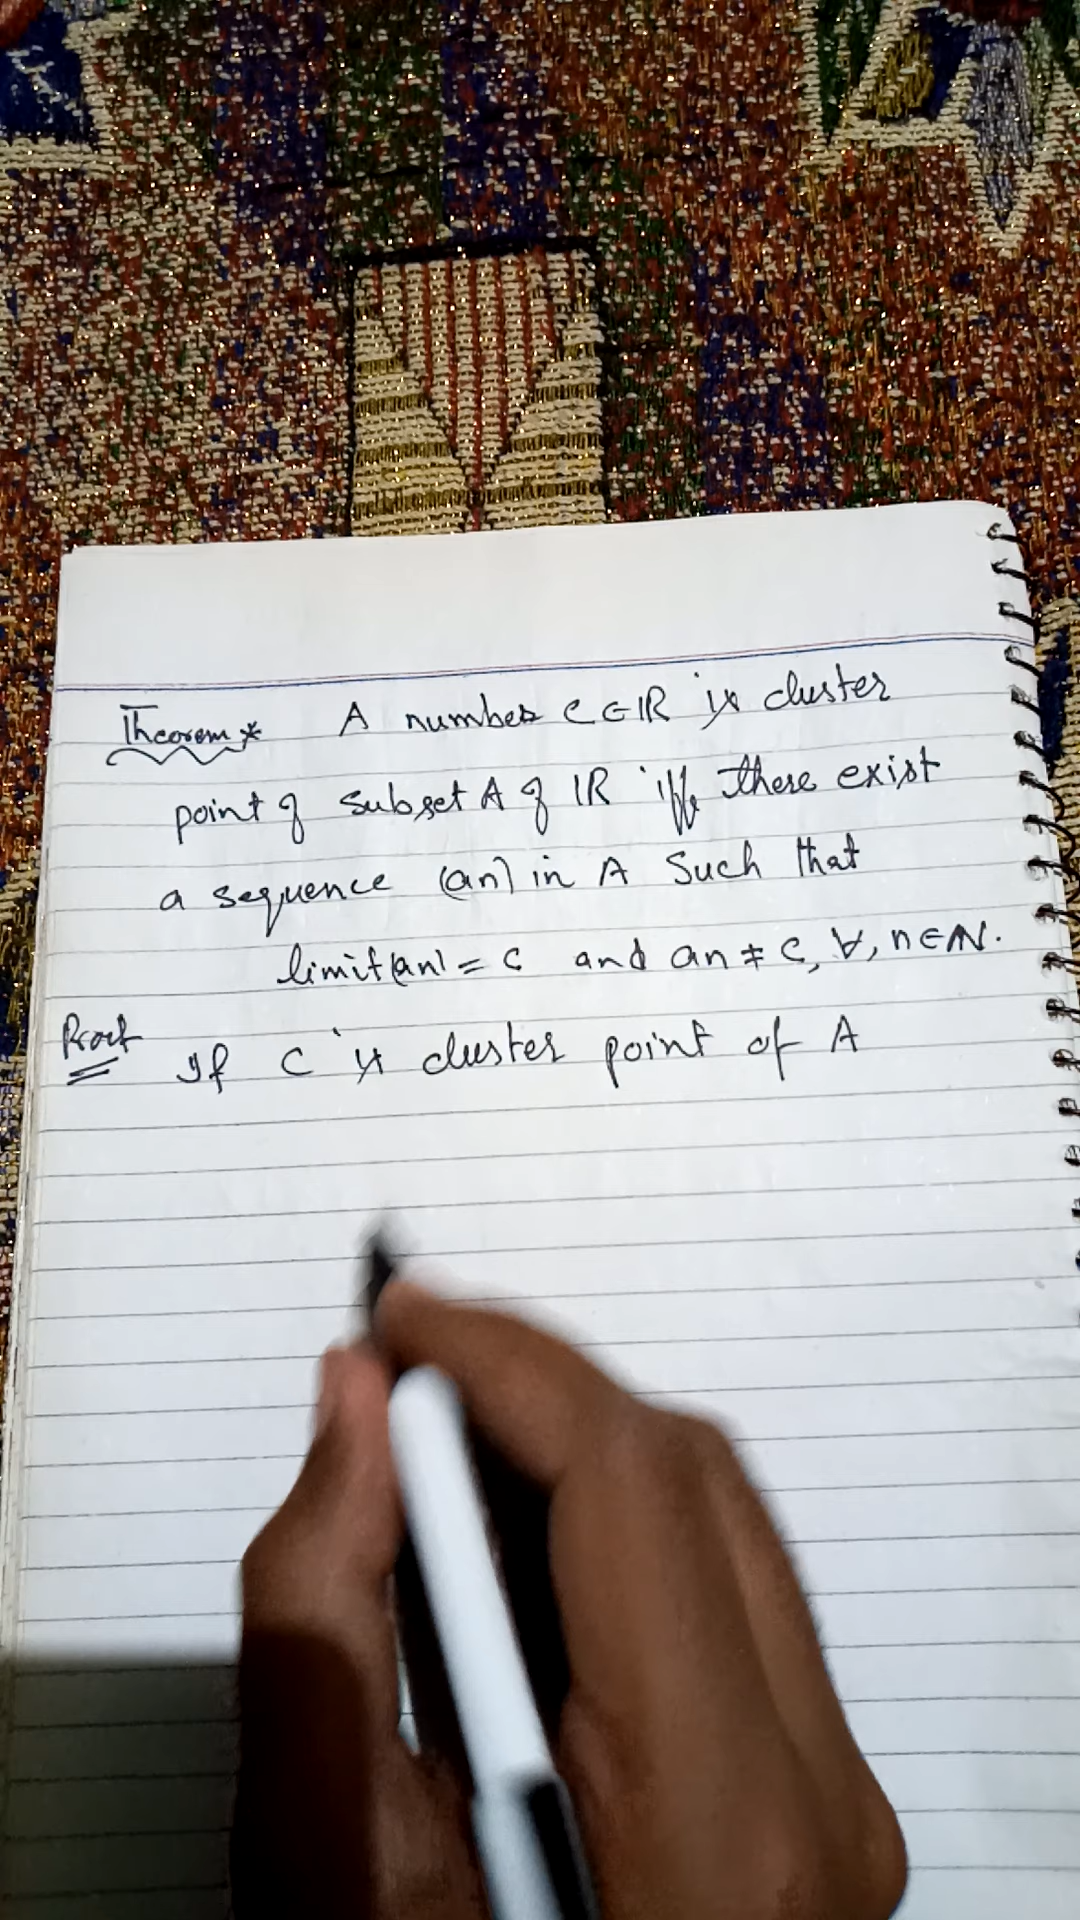 Theorem * A number C ∈ IR is cluster
point of subset A of IR iff there exist
a sequence (an) in A Such that
limit(an) = C and an ≠ C, ∀, n ∈ IN.
Proof If C is cluster point of A